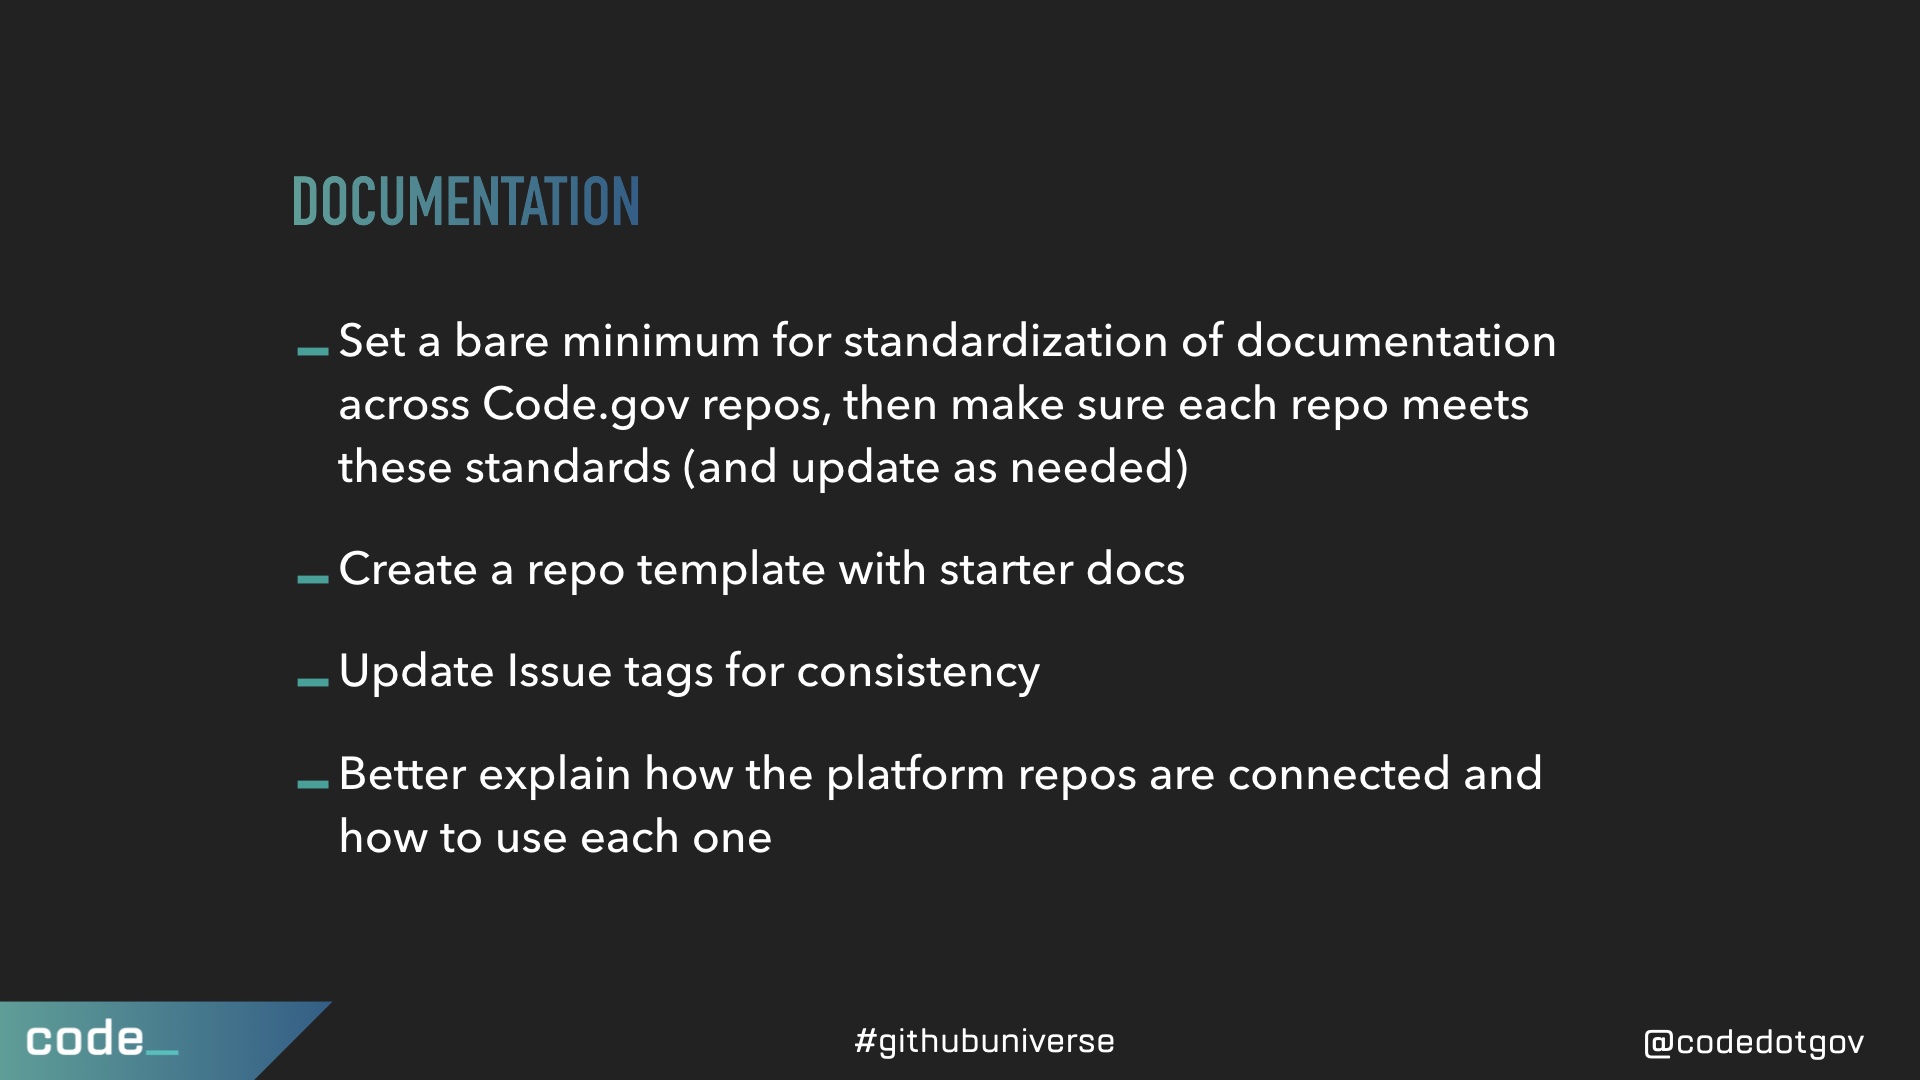 DOCUMENTATION
Set a bare minimum for standardization of documentation
across Code.gov repos, then make sure each repo meets
these standards (and update as needed)
Create a repo template with starter docs
Update Issue tags for consistency
Better explain how the platform repos are connected and
how to use each one
code_
#githubuniverse
@codedotgov